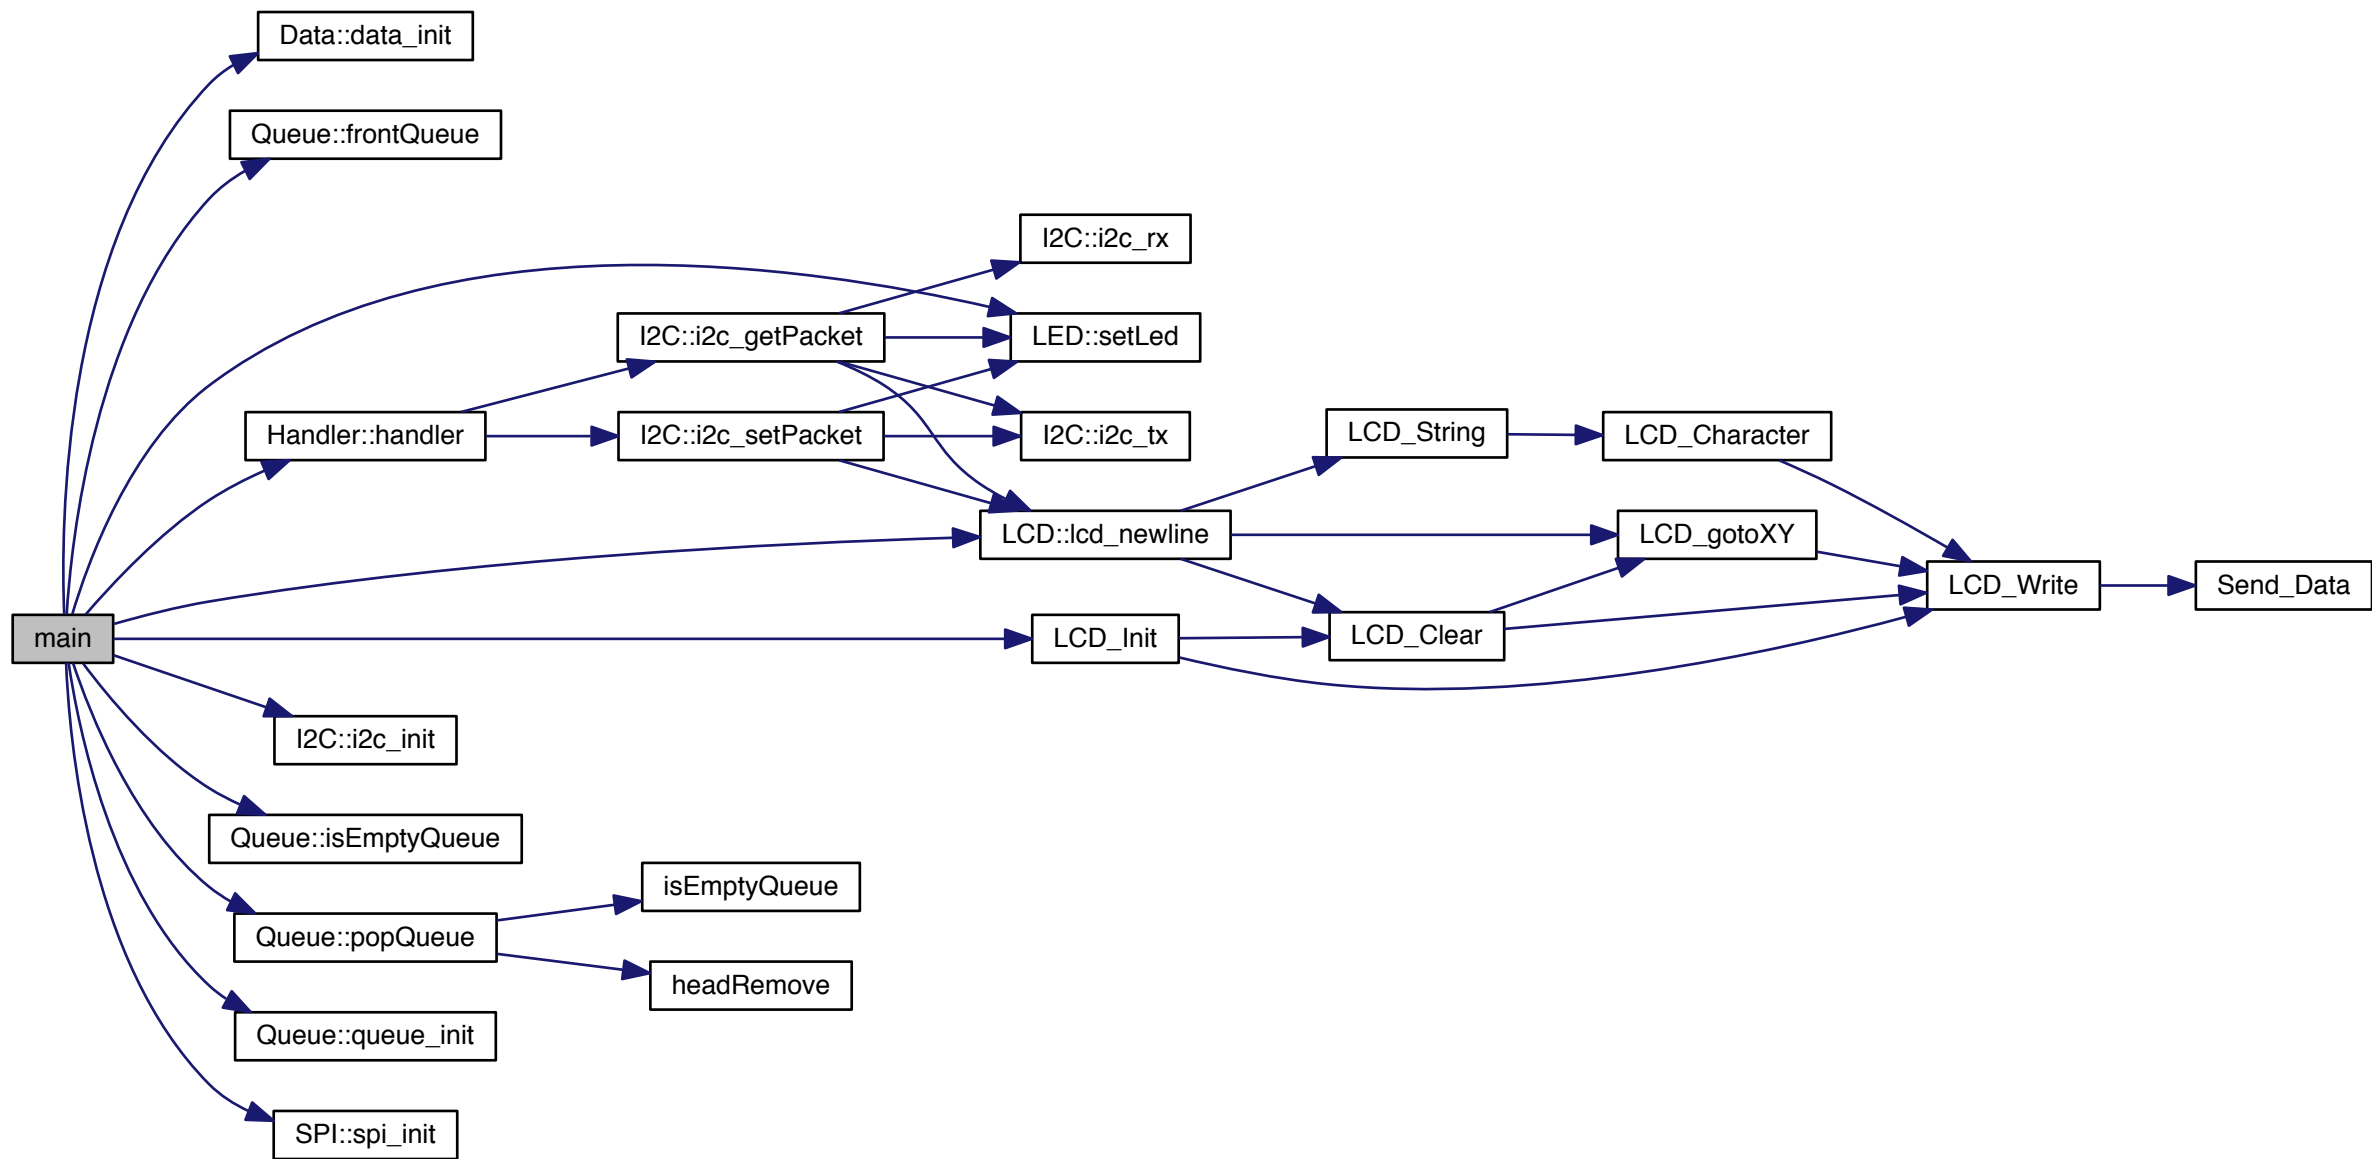 Data::data_init
Queue::frontQueue
I2C::i2c_rx
I2C::i2c_getPacket
LED::setLed
Handler::handler
I2C::i2c_setPacket
I2C::i2c_tx
LCD_String
LCD_Character
LCD::lcd_newline
LCD_gotoXY
LCD_Write
Send_Data
main
LCD_Init
LCD_Clear
I2C::i2c_init
Queue::isEmptyQueue
isEmptyQueue
Queue::popQueue
headRemove
Queue::queue_init
SPI::spi_init